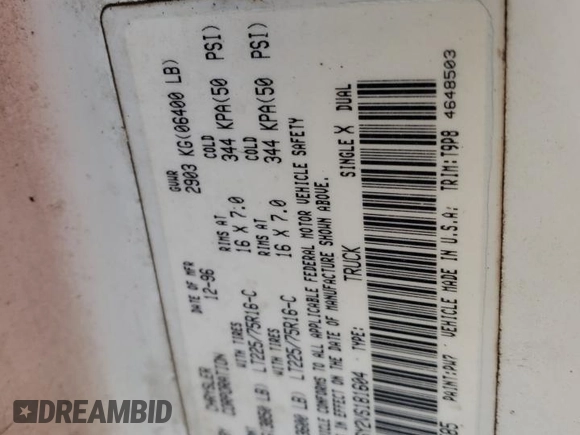 CHRYSLER CORPORATION
DATE OF MFR 12-96
GVWR 2903 KG(06400 LB)
WITH TIRES LT225/75R16-C
RIMS AT 16 X 7.0
COLD 344 KPA(50 PSI)
WITH TIRES LT225/75R16-C
RIMS AT 16 X 7.0
COLD 344 KPA(50 PSI)
CONFORMS TO ALL APPLICABLE FEDERAL MOTOR VEHICLE SAFETY
IN EFFECT ON THE DATE OF MANUFACTURE SHOWN ABOVE.
TYPE: TRUCK SINGLE X DUAL
PAINT:PW7 VEHICLE MADE IN U.S.A. TRIM:T9P8
4648503
DREAMBID